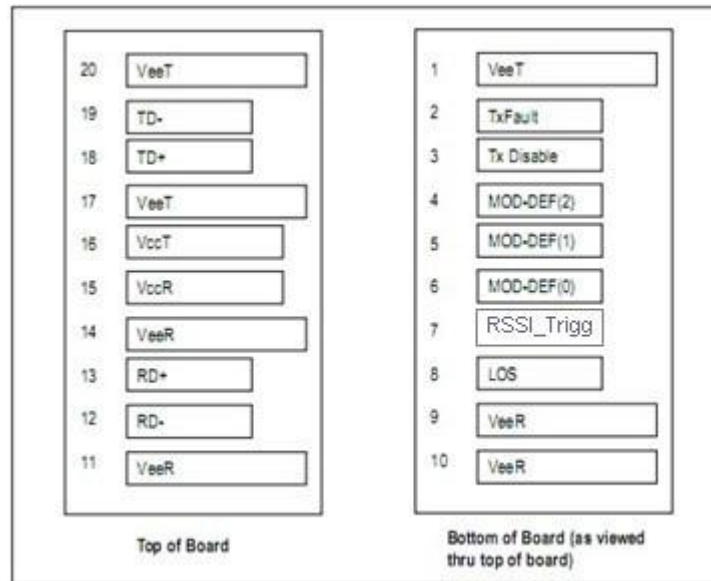 20 VeeT
19 TD-
18 TD+
17 VeeT
16 VccT
15 VccR
14 VeeR
13 RD+
12 RD-
11 VeeR
Top of Board
1 VeeT
2 TxFault
3 Tx Disable
4 MOD-DEF(2)
5 MOD-DEF(1)
6 MOD-DEF(0)
7 RSSI_Trigg
8 LOS
9 VeeR
10 VeeR
Bottom of Board (as viewed
thru top of board)